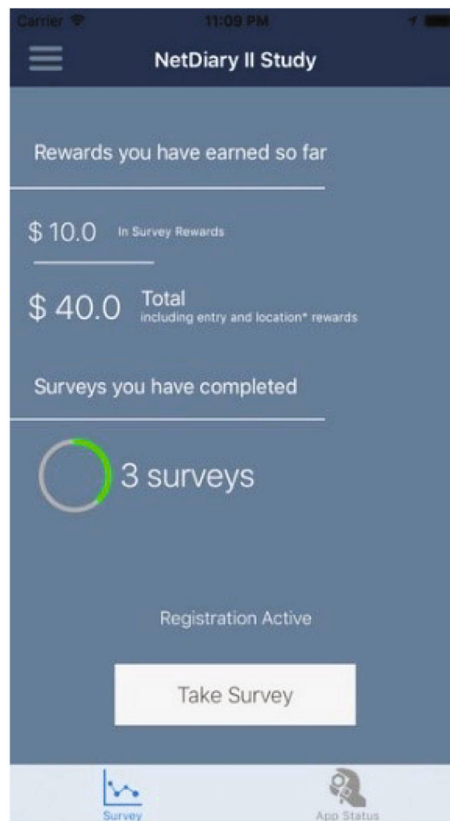 Carrier 11:09 PM
NetDiary II Study
Rewards you have earned so far
$ 10.0 In Survey Rewards
$ 40.0 Total
including entry and location* rewards
Surveys you have completed
3 surveys
Registration Active
Take Survey
Survey App Status